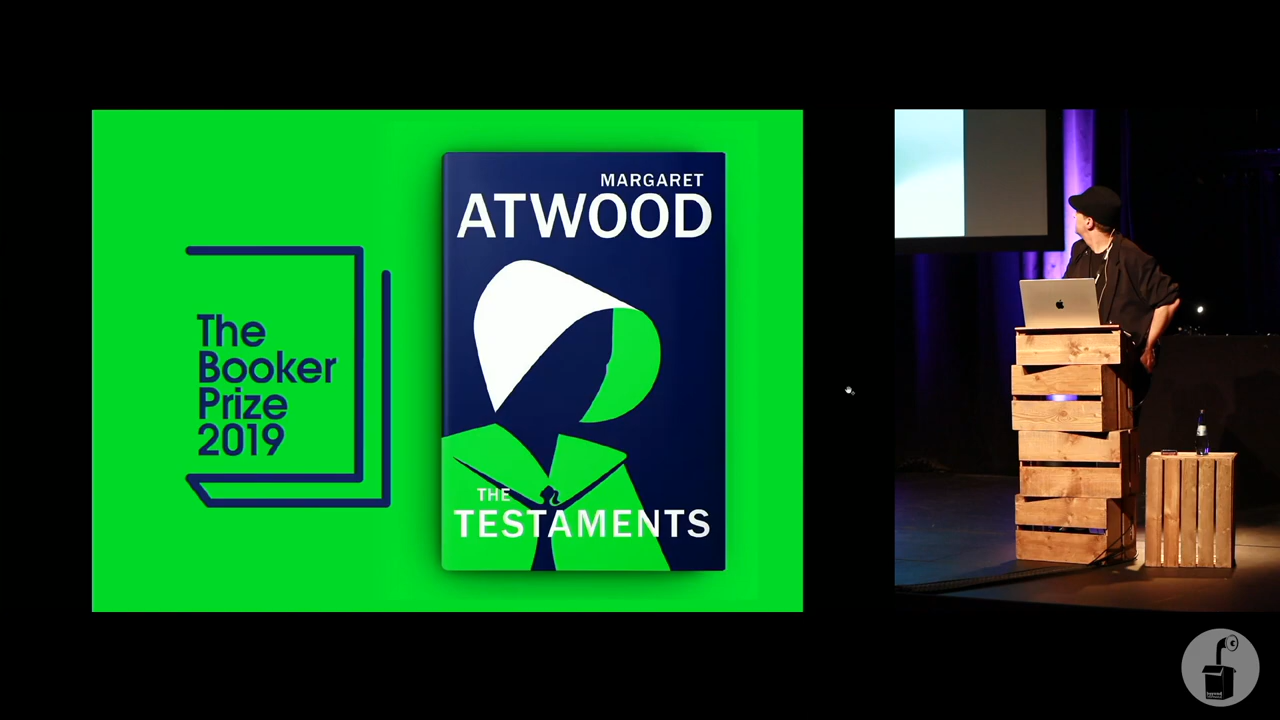 The
Booker
Prize
2019
MARGARET
ATWOOD
THE
TESTAMENTS